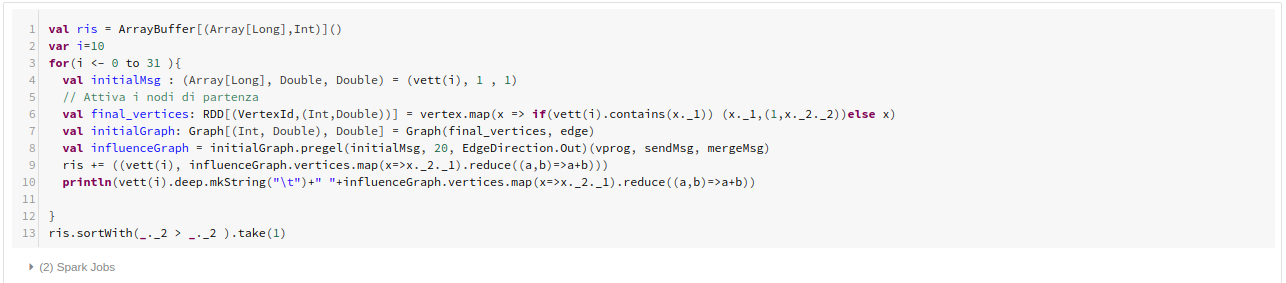 1 val ris = ArrayBuffer[(Array[Long],Int)]()
2 var i=10
3 for(i <- 0 to 31 ){
4   val initialMsg : (Array[Long], Double, Double) = (vett(i), 1 , 1)
5   // Attiva i nodi di partenza
6   val final_vertices: RDD[(VertexId,(Int,Double))] = vertex.map(x => if(vett(i).contains(x._1)) (x._1,(1,x._2._2))else x)
7   val initialGraph: Graph[(Int, Double), Double] = Graph(final_vertices, edge)
8   val influenceGraph = initialGraph.pregel(initialMsg, 20, EdgeDirection.Out)(vprog, sendMsg, mergeMsg)
9   ris += ((vett(i), influenceGraph.vertices.map(x=>x._2._1).reduce((a,b)=>a+b)))
10   println(vett(i).deep.mkString("\t")+" "+influenceGraph.vertices.map(x=>x._2._1).reduce((a,b)=>a+b))
11
12 }
13 ris.sortWith(_._2 > _._2 ).take(1)
(2) Spark Jobs